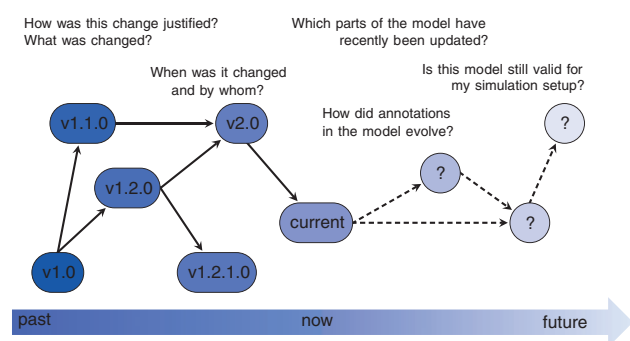 How was this change justified?
What was changed?
Which parts of the model have
recently been updated?
When was it changed
and by whom?
Is this model still valid for
my simulation setup?
How did annotations
in the model evolve?
v1.1.0
v2.0
?
v1.2.0
?
current
?
v1.0
v1.2.1.0
past
now
future